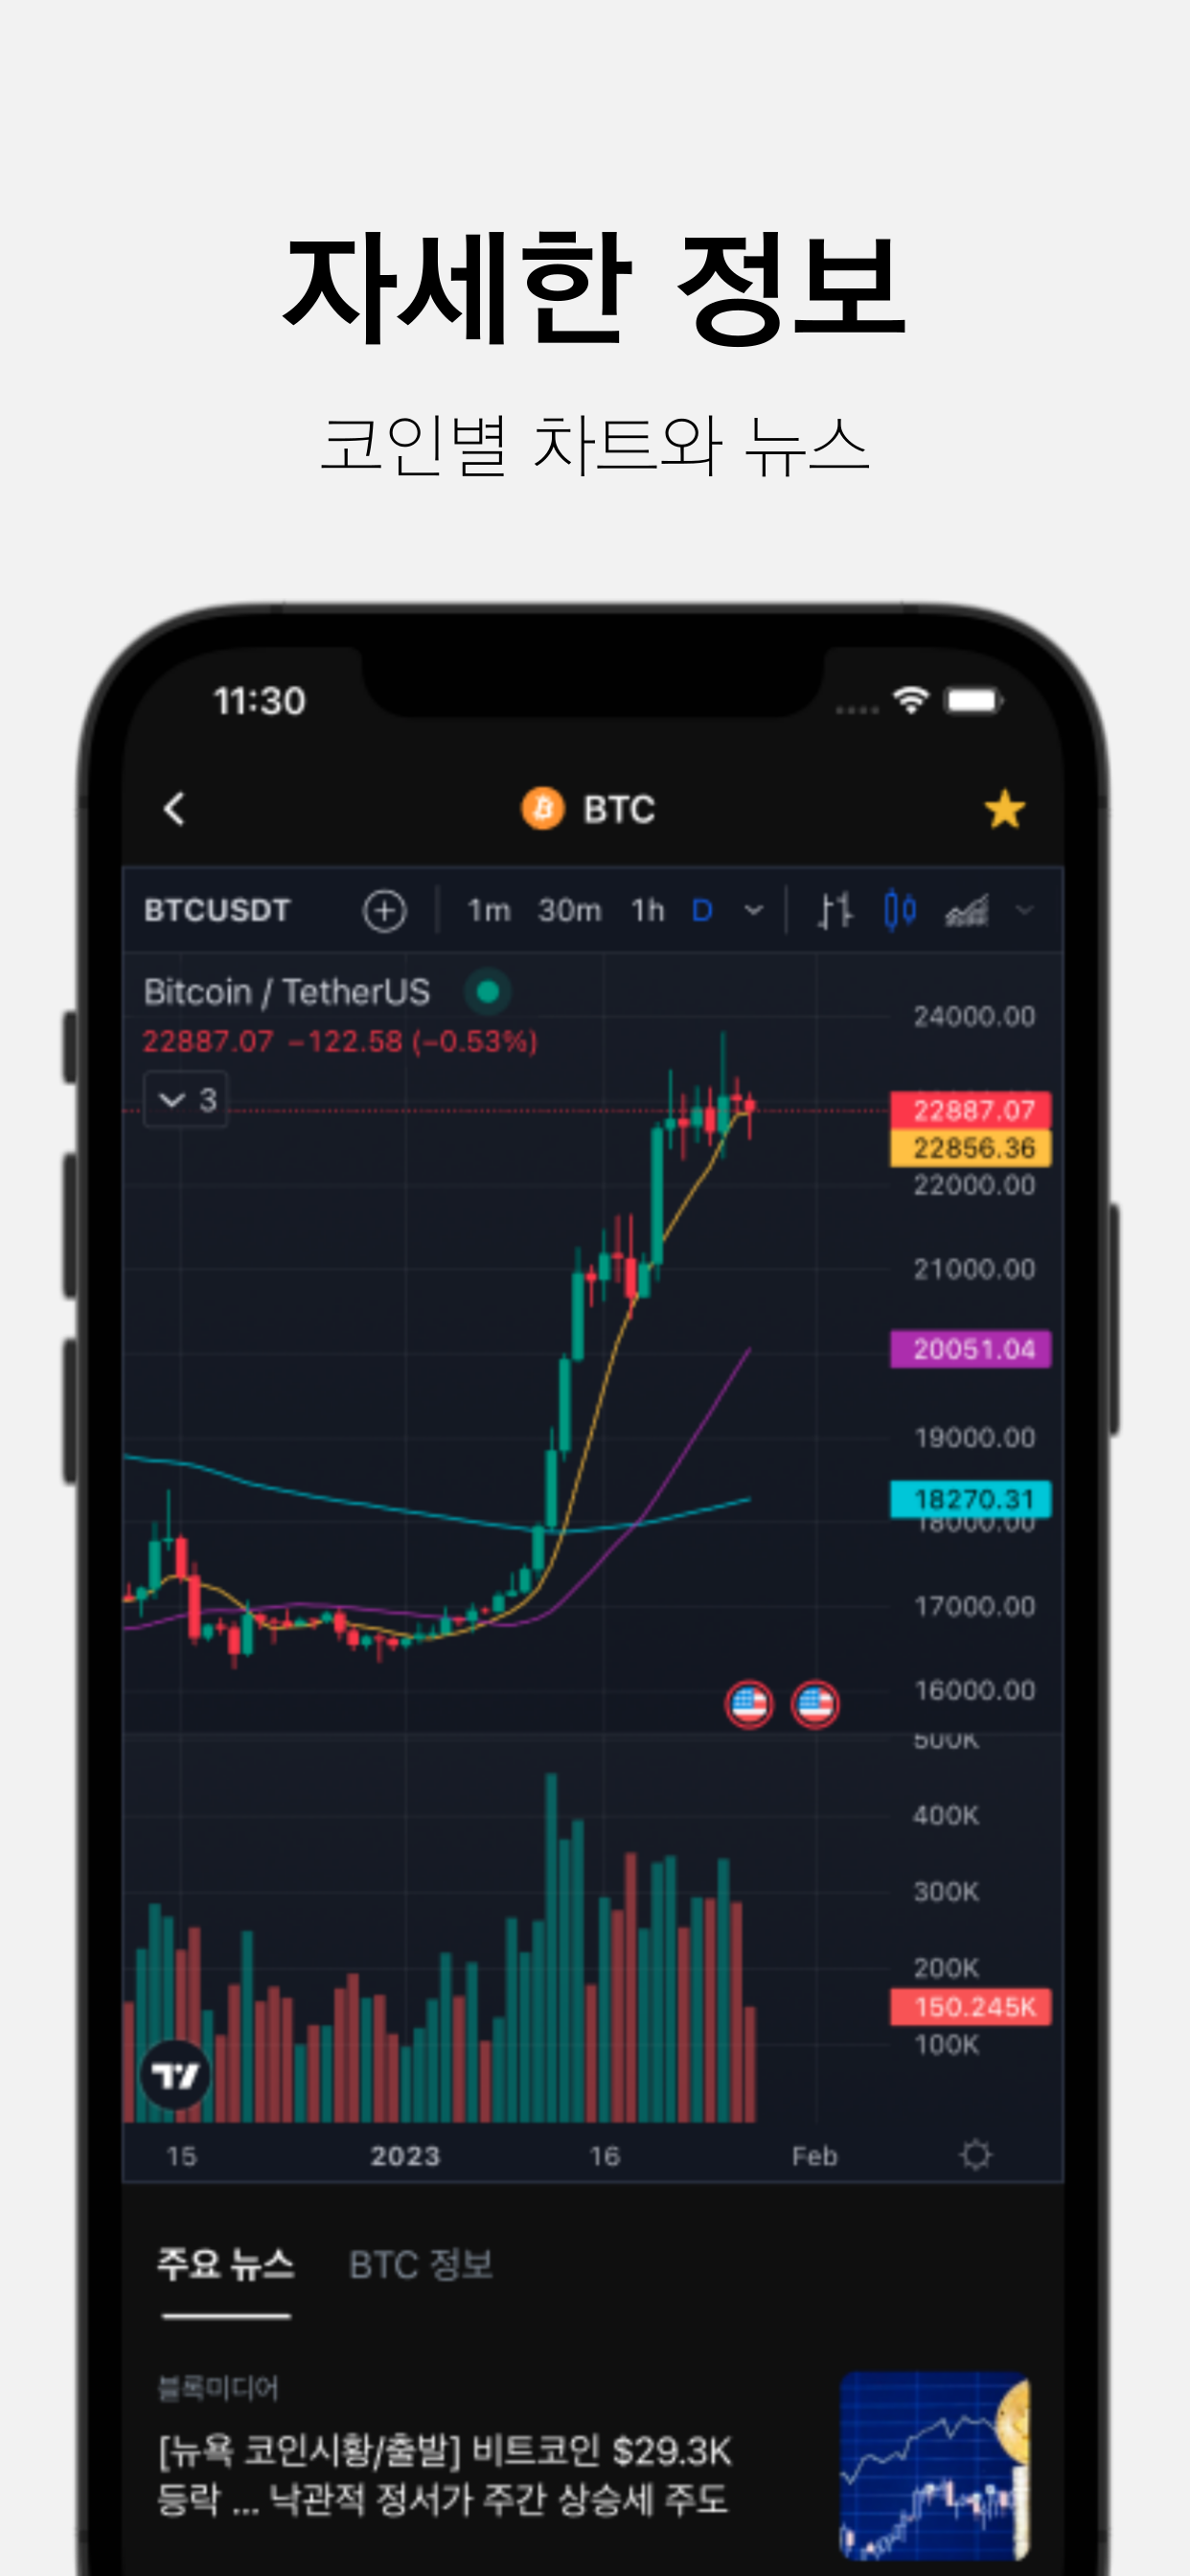 자세한 정보
코인별 차트와 뉴스
11:30
BTC
BTCUSDT 1m 30m 1h D
Bitcoin / TetherUS
22887.07 −122.58 (−0.53%)
3
24000.00
22887.07
22856.36
22000.00
21000.00
20051.04
19000.00
18270.31
18000.00
17000.00
16000.00
500K
400K
300K
200K
150.245K
100K
15 2023 16 Feb
주요 뉴스 BTC 정보
블록미디어
[뉴욕 코인시황/출발] 비트코인 $29.3K
등락 ... 낙관적 정서가 주간 상승세 주도